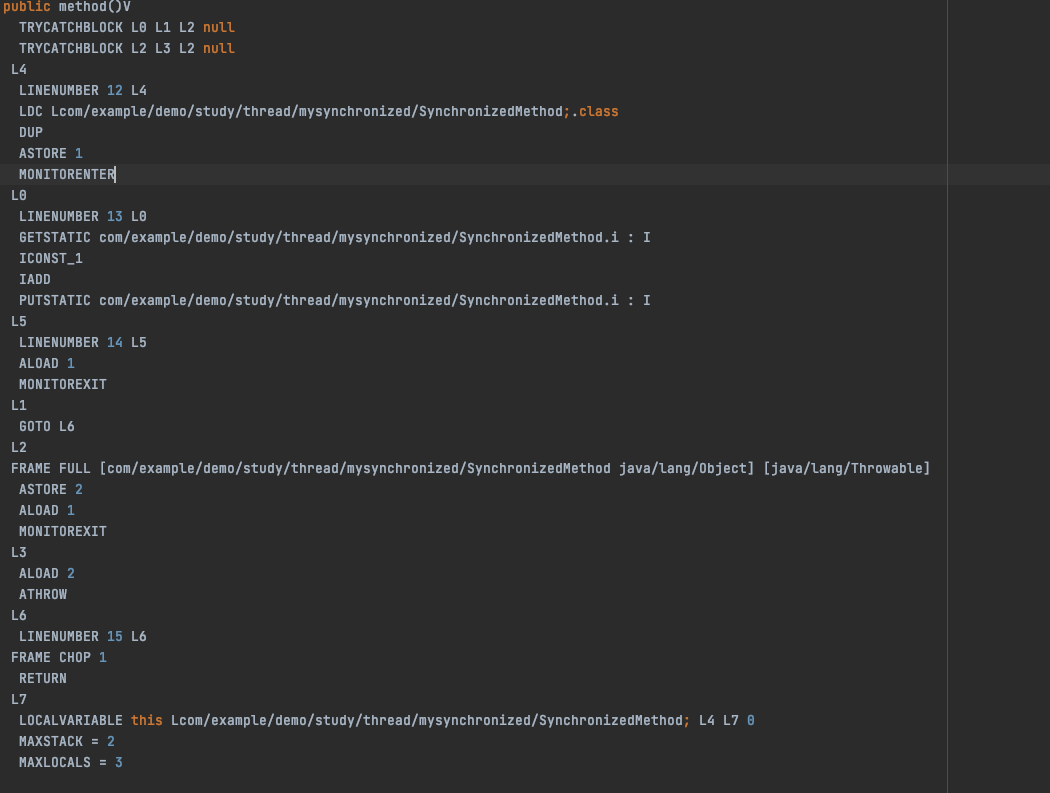 public method()V
TRYCATCHBLOCK L0 L1 L2 null
TRYCATCHBLOCK L2 L3 L2 null
L4
LINENUMBER 12 L4
LDC Lcom/example/demo/study/thread/mysynchronized/SynchronizedMethod;.class
DUP
ASTORE 1
MONITORENTER
L0
LINENUMBER 13 L0
GETSTATIC com/example/demo/study/thread/mysynchronized/SynchronizedMethod.i : I
ICONST_1
IADD
PUTSTATIC com/example/demo/study/thread/mysynchronized/SynchronizedMethod.i : I
L5
LINENUMBER 14 L5
ALOAD 1
MONITOREXIT
L1
GOTO L6
L2
FRAME FULL [com/example/demo/study/thread/mysynchronized/SynchronizedMethod java/lang/Object] [java/lang/Throwable]
ASTORE 2
ALOAD 1
MONITOREXIT
L3
ALOAD 2
ATHROW
L6
LINENUMBER 15 L6
FRAME CHOP 1
RETURN
L7
LOCALVARIABLE this Lcom/example/demo/study/thread/mysynchronized/SynchronizedMethod; L4 L7 0
MAXSTACK = 2
MAXLOCALS = 3